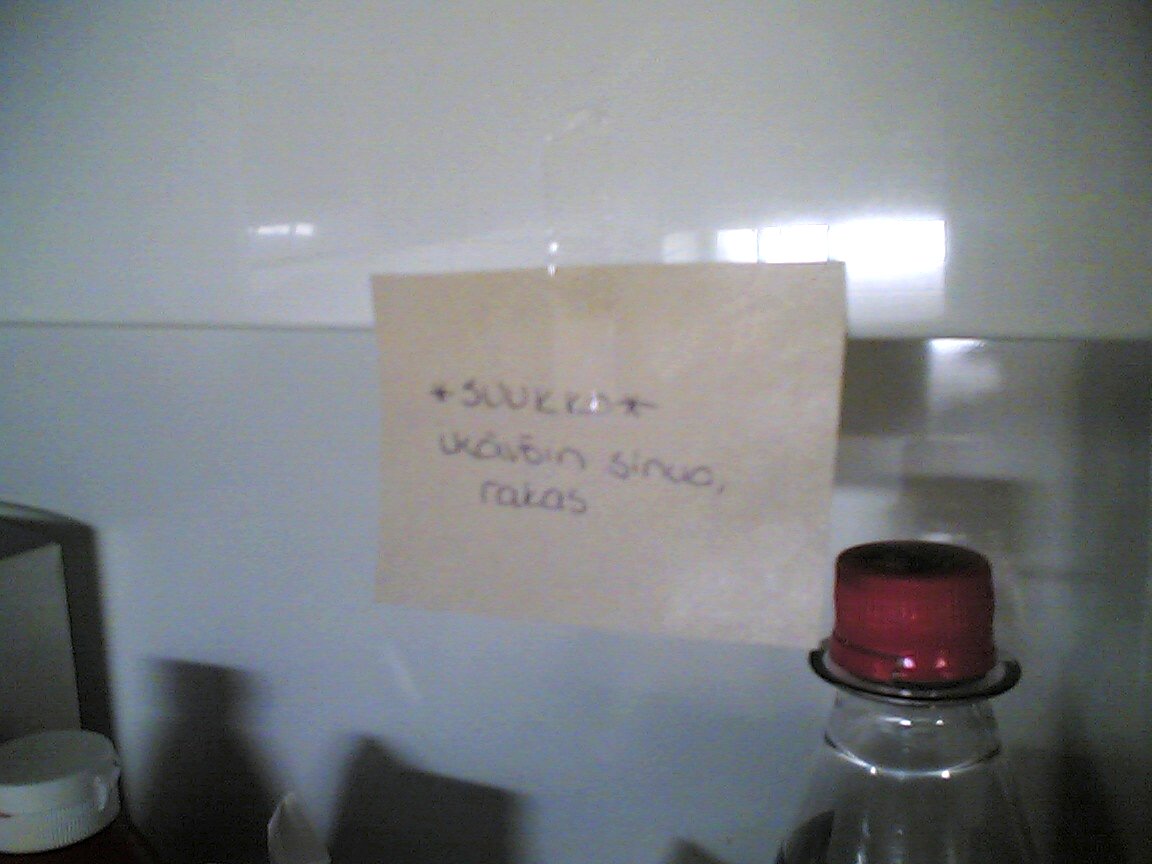 *SUUKKO*
ikävöin sinua,
rakas